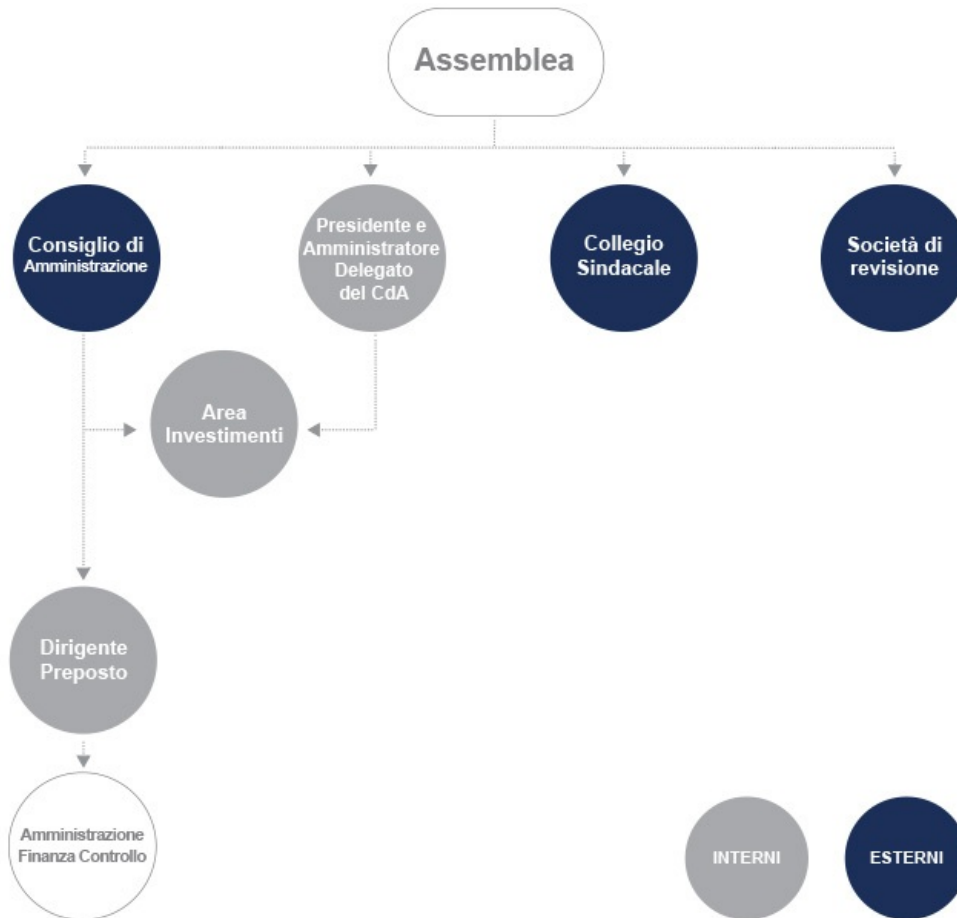 Assemblea
Consiglio di
Amministrazione
Presidente e
Amministratore
Delegato
del CdA
Collegio
Sindacale
Società di
revisione
Area
Investimenti
Dirigente
Preposto
Amministrazione
Finanza Controllo
INTERNI
ESTERNI